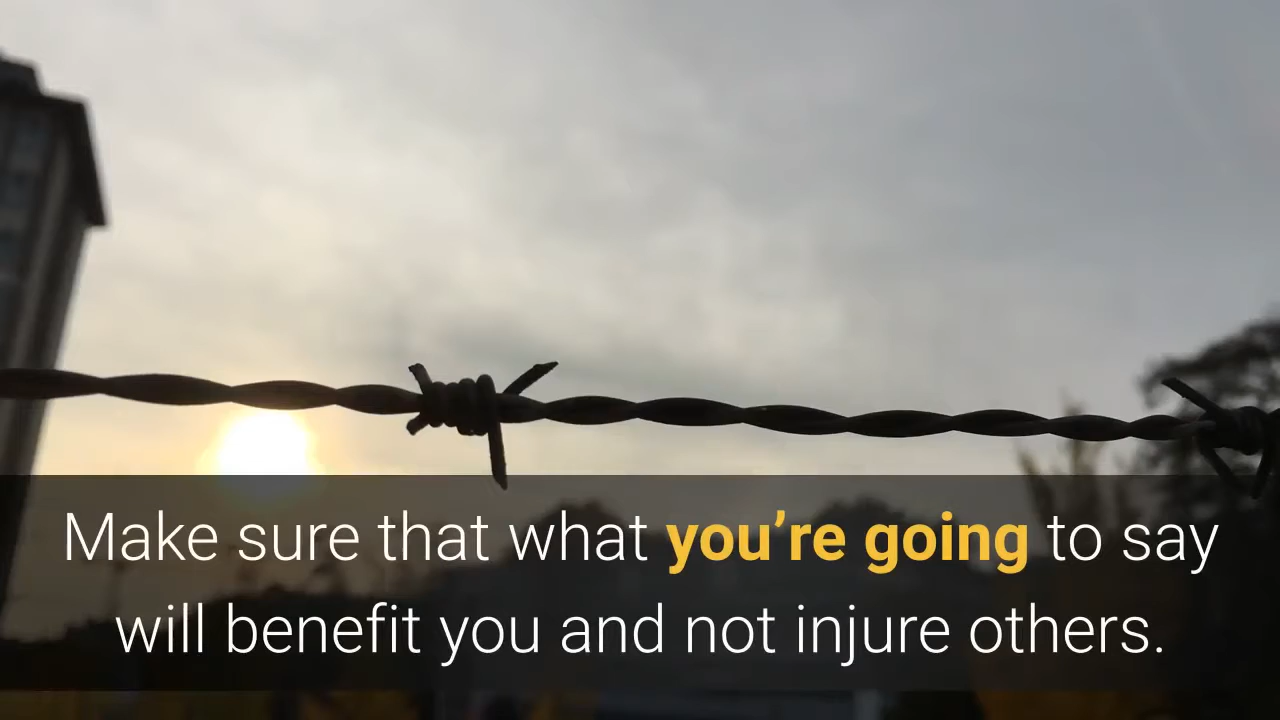 Make sure that what you’re going to say
will benefit you and not injure others.